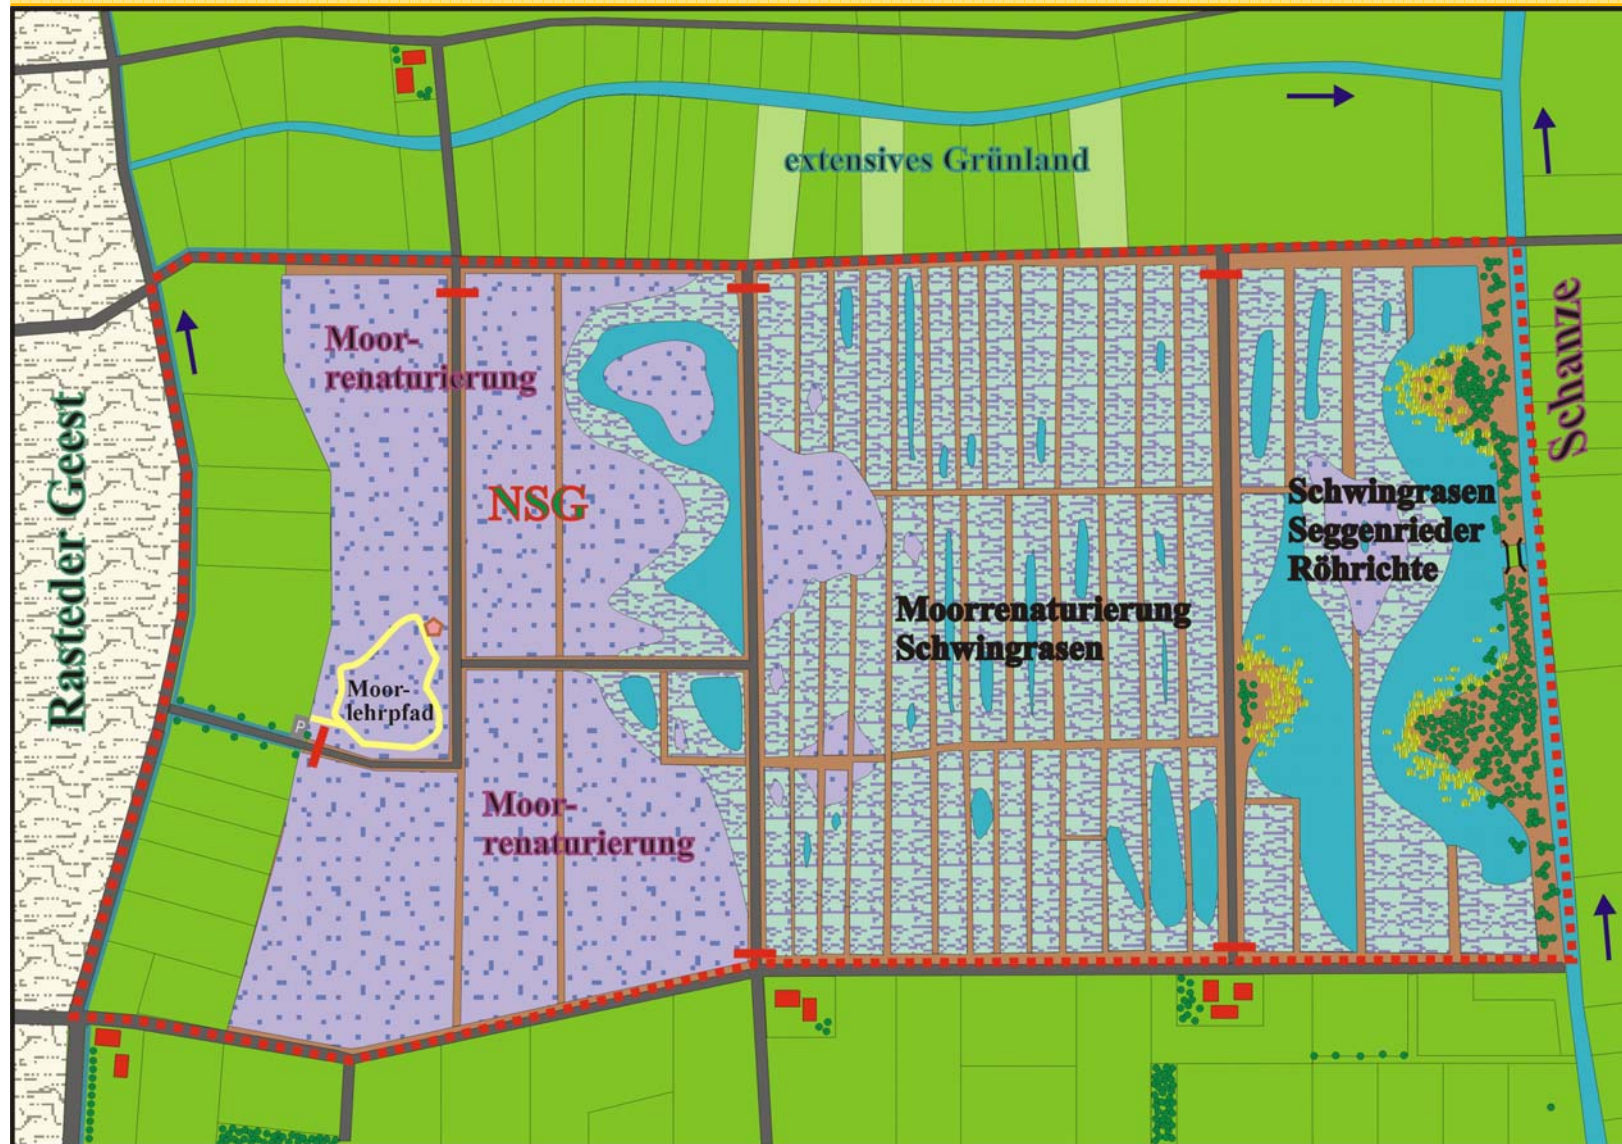 extensives Grünland
Moor-
renaturierung
Schanze
Rasteder Geest
NSG
Schwingrasen
Seggenrieder
Röhrichte
Moorrenaturierung
Schwingrasen
Moor-
lehrpfad
P
Moor-
renaturierung